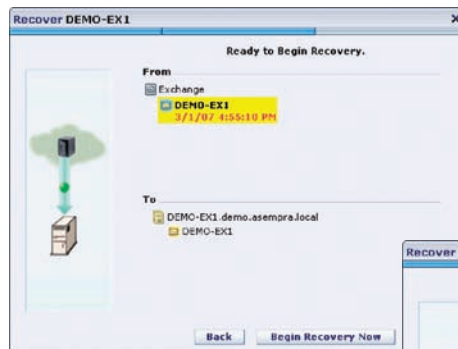 Recover DEMO-EX1
x
Ready to Begin Recovery.
From
Exchange
DEMO-EX1
3/1/07 4:55:10 PM
To
DEMO-EX1.demo.asempra.local
DEMO-EX1
Recover
Back
Begin Recovery Now